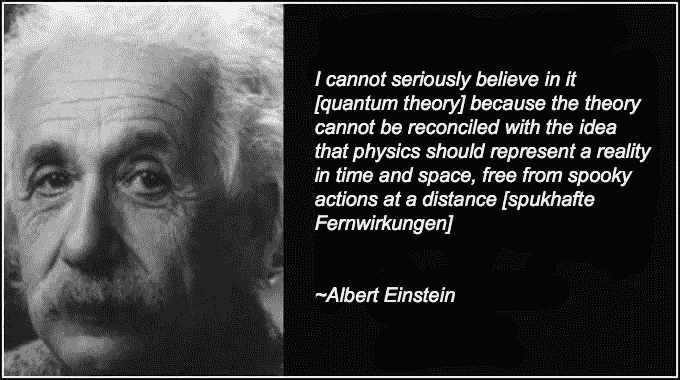 I cannot seriously believe in it
[quantum theory] because the theory
cannot be reconciled with the idea
that physics should represent a reality
in time and space, free from spooky
actions at a distance [spukhafte
Fernwirkungen]
~Albert Einstein